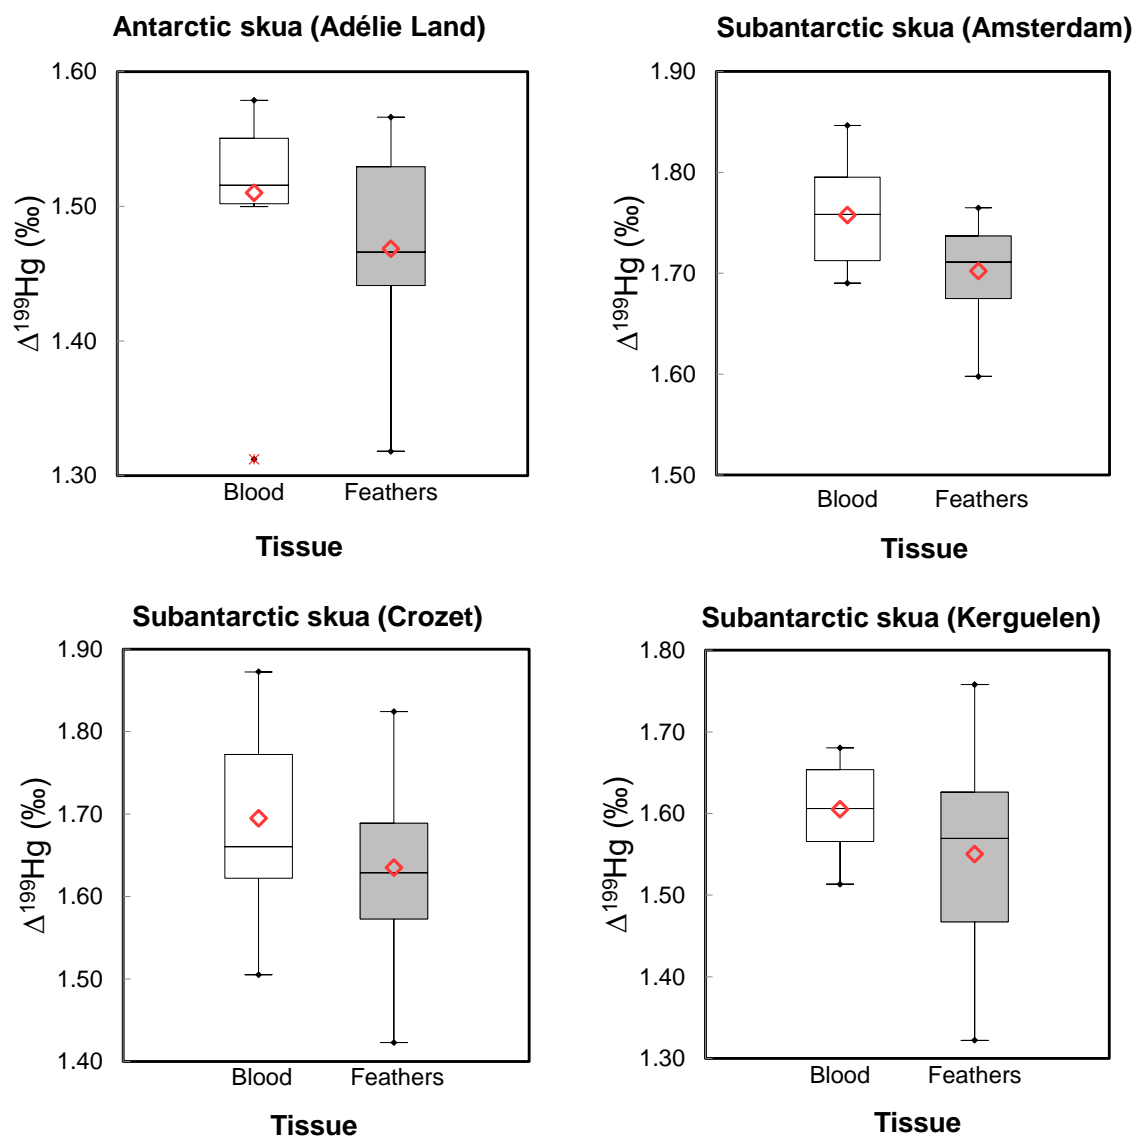 Antarctic skua (Adélie Land)
1.60
1.50
1.40
1.30
Δ¹⁹⁹Hg (‰)
Blood Feathers
Tissue
Subantarctic skua (Amsterdam)
1.90
1.80
1.70
1.60
1.50
Δ¹⁹⁹Hg (‰)
Blood Feathers
Tissue
Subantarctic skua (Crozet)
1.90
1.80
1.70
1.60
1.50
1.40
Δ¹⁹⁹Hg (‰)
Blood Feathers
Tissue
Subantarctic skua (Kerguelen)
1.80
1.70
1.60
1.50
1.40
1.30
Δ¹⁹⁹Hg (‰)
Blood Feathers
Tissue